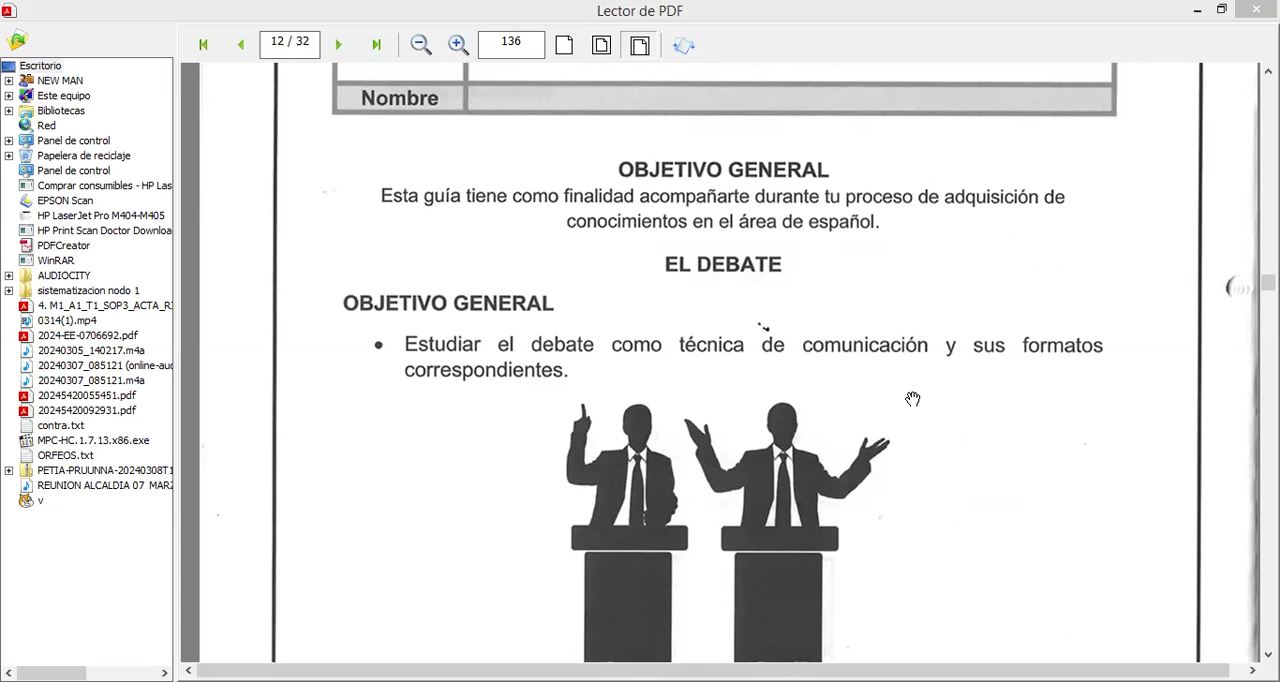 Lector de PDF
12 / 32
136
Escritorio
NEW MAN
Este equipo
Bibliotecas
Red
Panel de control
Papelera de reciclaje
Panel de control
Comprar consumibles - HP Las
EPSON Scan
HP LaserJet Pro M404-M405
HP Print Scan Doctor Downloa
PDFCreator
WinRAR
AUDIOCITY
sistematizacion nodo 1
4. M1_A1_T1_SOP3_ACTA_R
0314(1).mp4
2024-EE-0706692.pdf
20240305_140217.m4a
20240307_085121 (online-aud
20240307_085121.m4a
20245420055451.pdf
20245420092931.pdf
contra.txt
MPC-HC.1.7.13.x86.exe
ORFEOS.txt
PETIA-PRUUNNA-20240308T1
REUNION ALCALDIA 07 MARZ
v
Nombre
OBJETIVO GENERAL
Esta guía tiene como finalidad acompañarte durante tu proceso de adquisición de
conocimientos en el área de español.
EL DEBATE
OBJETIVO GENERAL
• Estudiar el debate como técnica de comunicación y sus formatos
correspondientes.